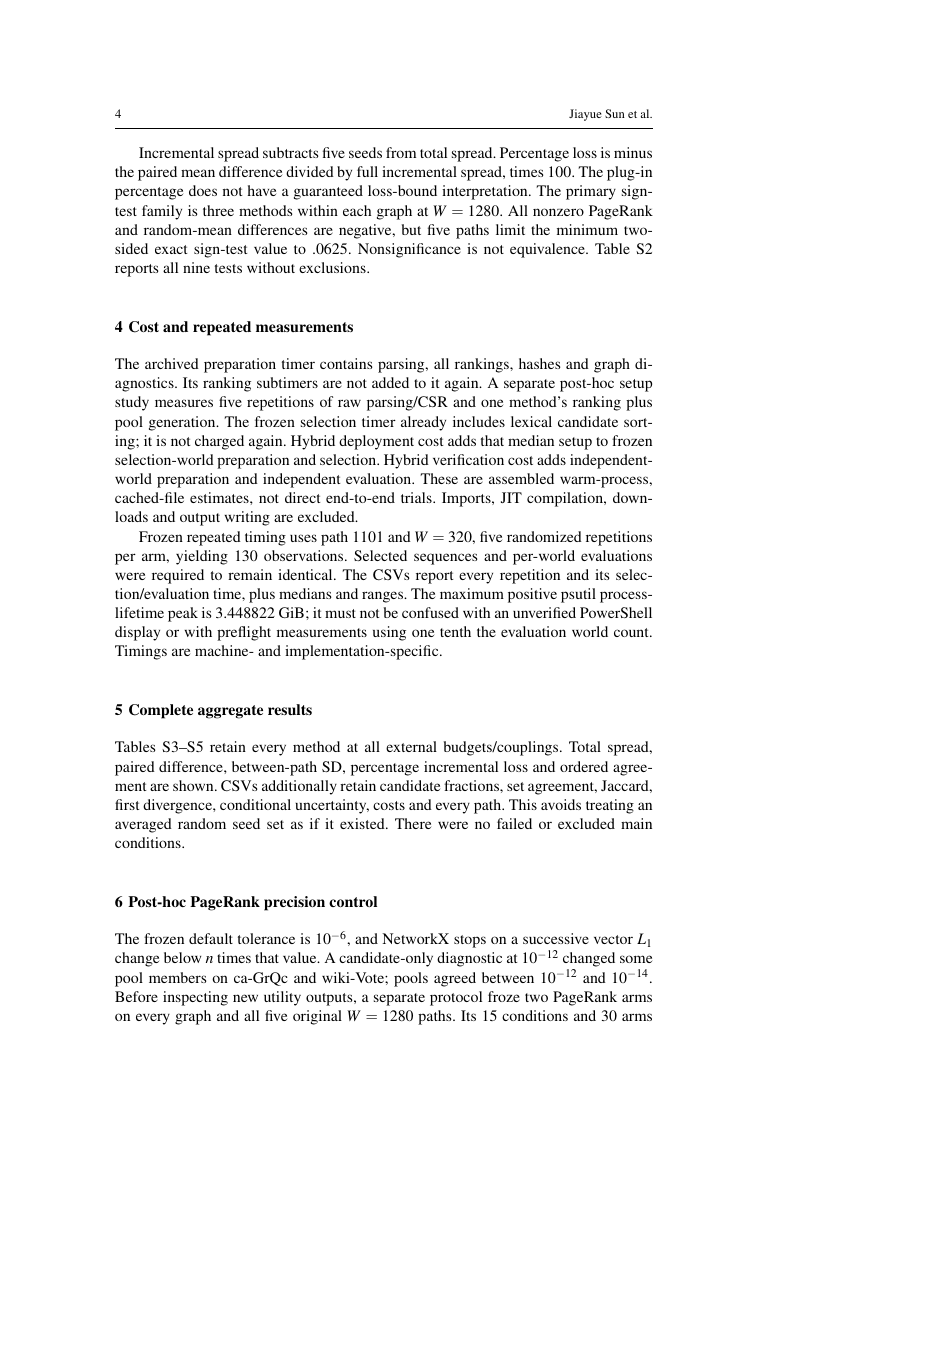 4 Jiayue Sun et al.
Incremental spread subtracts five seeds from total spread. Percentage loss is minus
the paired mean difference divided by full incremental spread, times 100. The plug-in
percentage does not have a guaranteed loss-bound interpretation. The primary sign-
test family is three methods within each graph at W = 1280. All nonzero PageRank
and random-mean differences are negative, but five paths limit the minimum two-
sided exact sign-test value to .0625. Nonsignificance is not equivalence. Table S2
reports all nine tests without exclusions.
4 Cost and repeated measurements
The archived preparation timer contains parsing, all rankings, hashes and graph di-
agnostics. Its ranking subtimers are not added to it again. A separate post-hoc setup
study measures five repetitions of raw parsing/CSR and one method's ranking plus
pool generation. The frozen selection timer already includes lexical candidate sort-
ing; it is not charged again. Hybrid deployment cost adds that median setup to frozen
selection-world preparation and selection. Hybrid verification cost adds independent-
world preparation and independent evaluation. These are assembled warm-process,
cached-file estimates, not direct end-to-end trials. Imports, JIT compilation, down-
loads and output writing are excluded.
Frozen repeated timing uses path 1101 and W = 320, five randomized repetitions
per arm, yielding 130 observations. Selected sequences and per-world evaluations
were required to remain identical. The CSVs report every repetition and its selec-
tion/evaluation time, plus medians and ranges. The maximum positive psutil process-
lifetime peak is 3.448822 GiB; it must not be confused with an unverified PowerShell
display or with preflight measurements using one tenth the evaluation world count.
Timings are machine- and implementation-specific.
5 Complete aggregate results
Tables S3–S5 retain every method at all external budgets/couplings. Total spread,
paired difference, between-path SD, percentage incremental loss and ordered agree-
ment are shown. CSVs additionally retain candidate fractions, set agreement, Jaccard,
first divergence, conditional uncertainty, costs and every path. This avoids treating an
averaged random seed set as if it existed. There were no failed or excluded main
conditions.
6 Post-hoc PageRank precision control
The frozen default tolerance is 10⁻⁶, and NetworkX stops on a successive vector L₁
change below n times that value. A candidate-only diagnostic at 10⁻¹² changed some
pool members on ca-GrQc and wiki-Vote; pools agreed between 10⁻¹² and 10⁻¹⁴.
Before inspecting new utility outputs, a separate protocol froze two PageRank arms
on every graph and all five original W = 1280 paths. Its 15 conditions and 30 arms